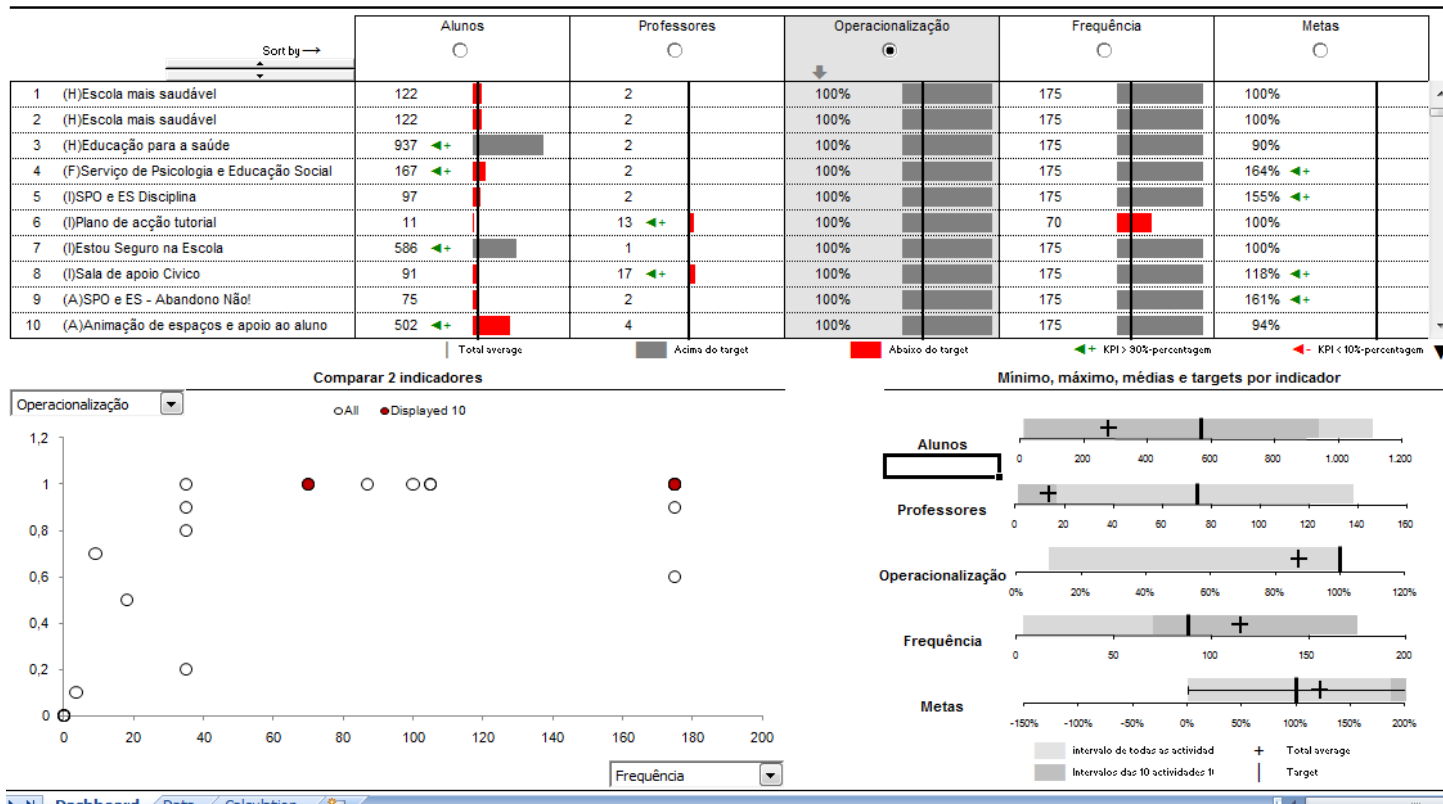 Alunos Professores Operacionalização Frequência Metas
Sort by →
1 (H)Escola mais saudável 122 2 100% 175 100%
2 (H)Escola mais saudável 122 2 100% 175 100%
3 (H)Educação para a saúde 937 ◄+ 2 100% 175 90%
4 (F)Serviço de Psicologia e Educação Social 167 ◄+ 2 100% 175 164% ◄+
5 (I)SPO e ES Disciplina 97 2 100% 175 155% ◄+
6 (I)Plano de acção tutorial 11 13 ◄+ 100% 70 100%
7 (I)Estou Seguro na Escola 586 ◄+ 1 100% 175 100%
8 (I)Sala de apoio Civico 91 17 ◄+ 100% 175 118% ◄+
9 (A)SPO e ES - Abandono Não! 75 2 100% 175 161% ◄+
10 (A)Animação de espaços e apoio ao aluno 502 ◄+ 4 100% 175 94%
Total average Acima do target Abaixo do target ◄+ KPI > 90%-percentagem ◄- KPI < 10%-percentagem
Comparar 2 indicadores
Operacionalização
All Displayed 10
1,2
1
0,8
0,6
0,4
0,2
0
0 20 40 60 80 100 120 140 160 180 200
Frequência
Mínimo, máximo, médias e targets por indicador
Alunos
0 200 400 600 800 1.000 1.200
Professores
0 20 40 60 80 100 120 140 160
Operacionalização
0% 20% 40% 60% 80% 100% 120%
Frequência
0 50 100 150 200
Metas
-150% -100% -50% 0% 50% 100% 150% 200%
intervalo de todas as actividad + Total average
Intervalos das 10 actividades 1 | Target
Dashboard Data Calculation